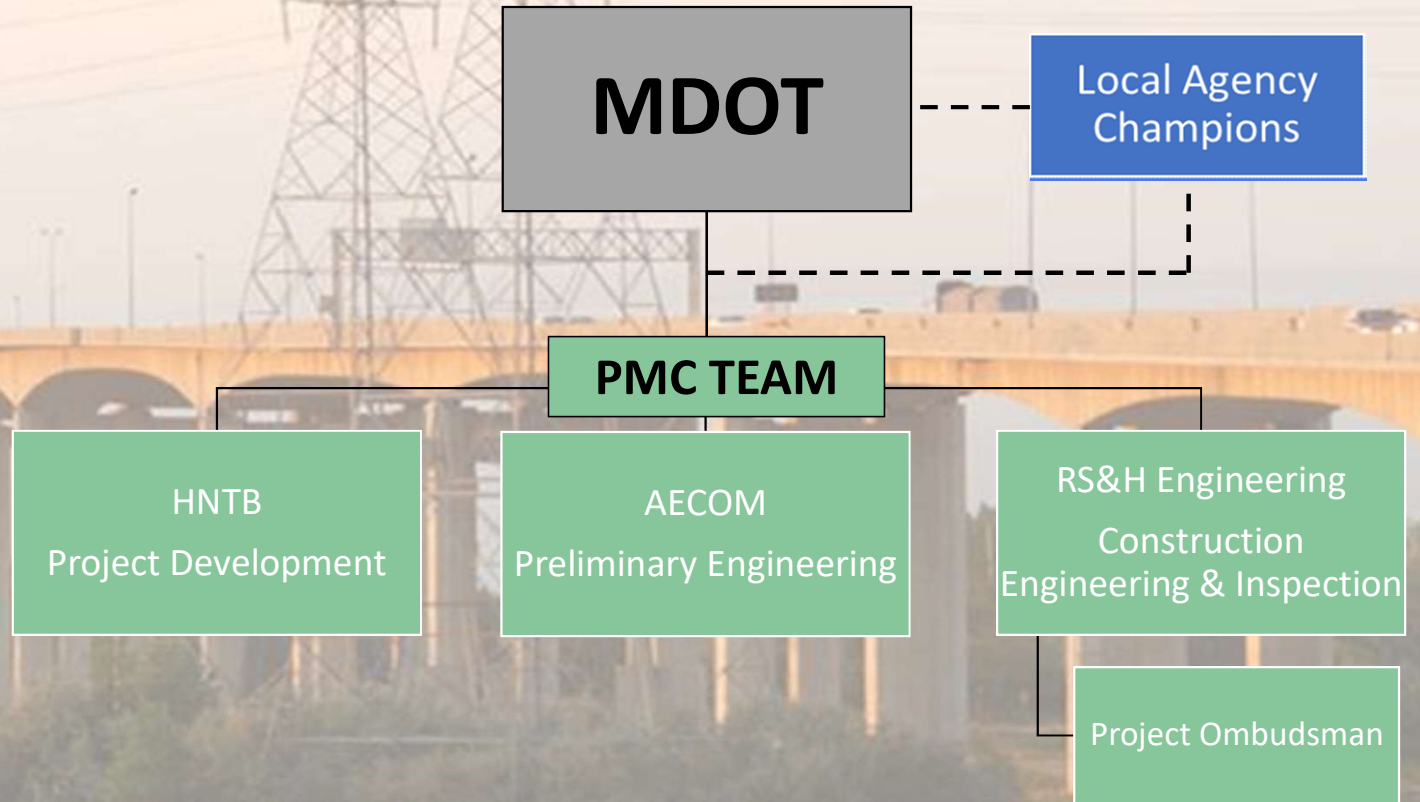 MDOT
Local Agency
Champions
PMC TEAM
HNTB
Project Development
AECOM
Preliminary Engineering
RS&H Engineering
Construction
Engineering & Inspection
Project Ombudsman